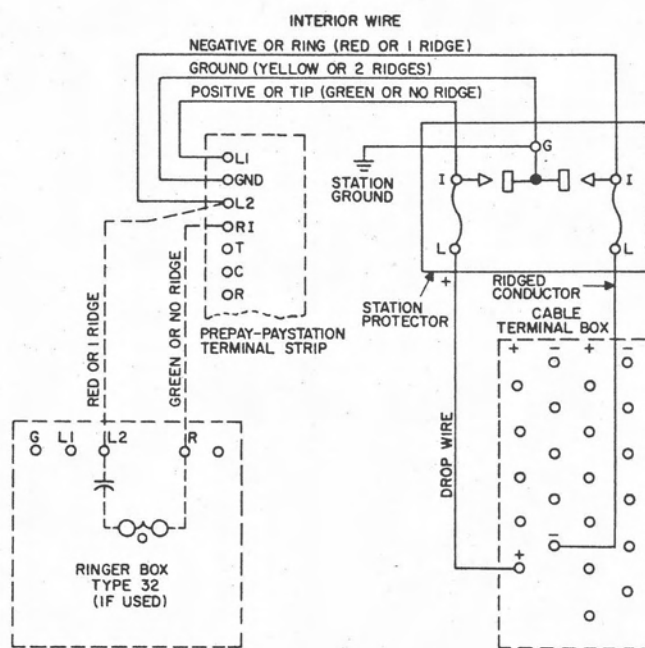 INTERIOR WIRE
NEGATIVE OR RING (RED OR 1 RIDGE)
GROUND (YELLOW OR 2 RIDGES)
POSITIVE OR TIP (GREEN OR NO RIDGE)
L1
GND
L2
R1
T
C
R
PREPAY-PAYSTATION
TERMINAL STRIP
STATION
GROUND
G
I
I
L
L
+
STATION
PROTECTOR
RIDGED
CONDUCTOR
CABLE
TERMINAL BOX
+ − + −
DROP WIRE
+
−
RED OR 1 RIDGE
GREEN OR NO RIDGE
G L1 L2 R
RINGER BOX
TYPE 32
(IF USED)